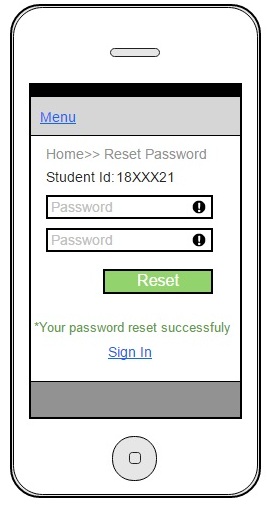 Menu
Home>> Reset Password
Student Id: 18XXX21
Password
Password
Reset
*Your password reset successfuly
Sign In